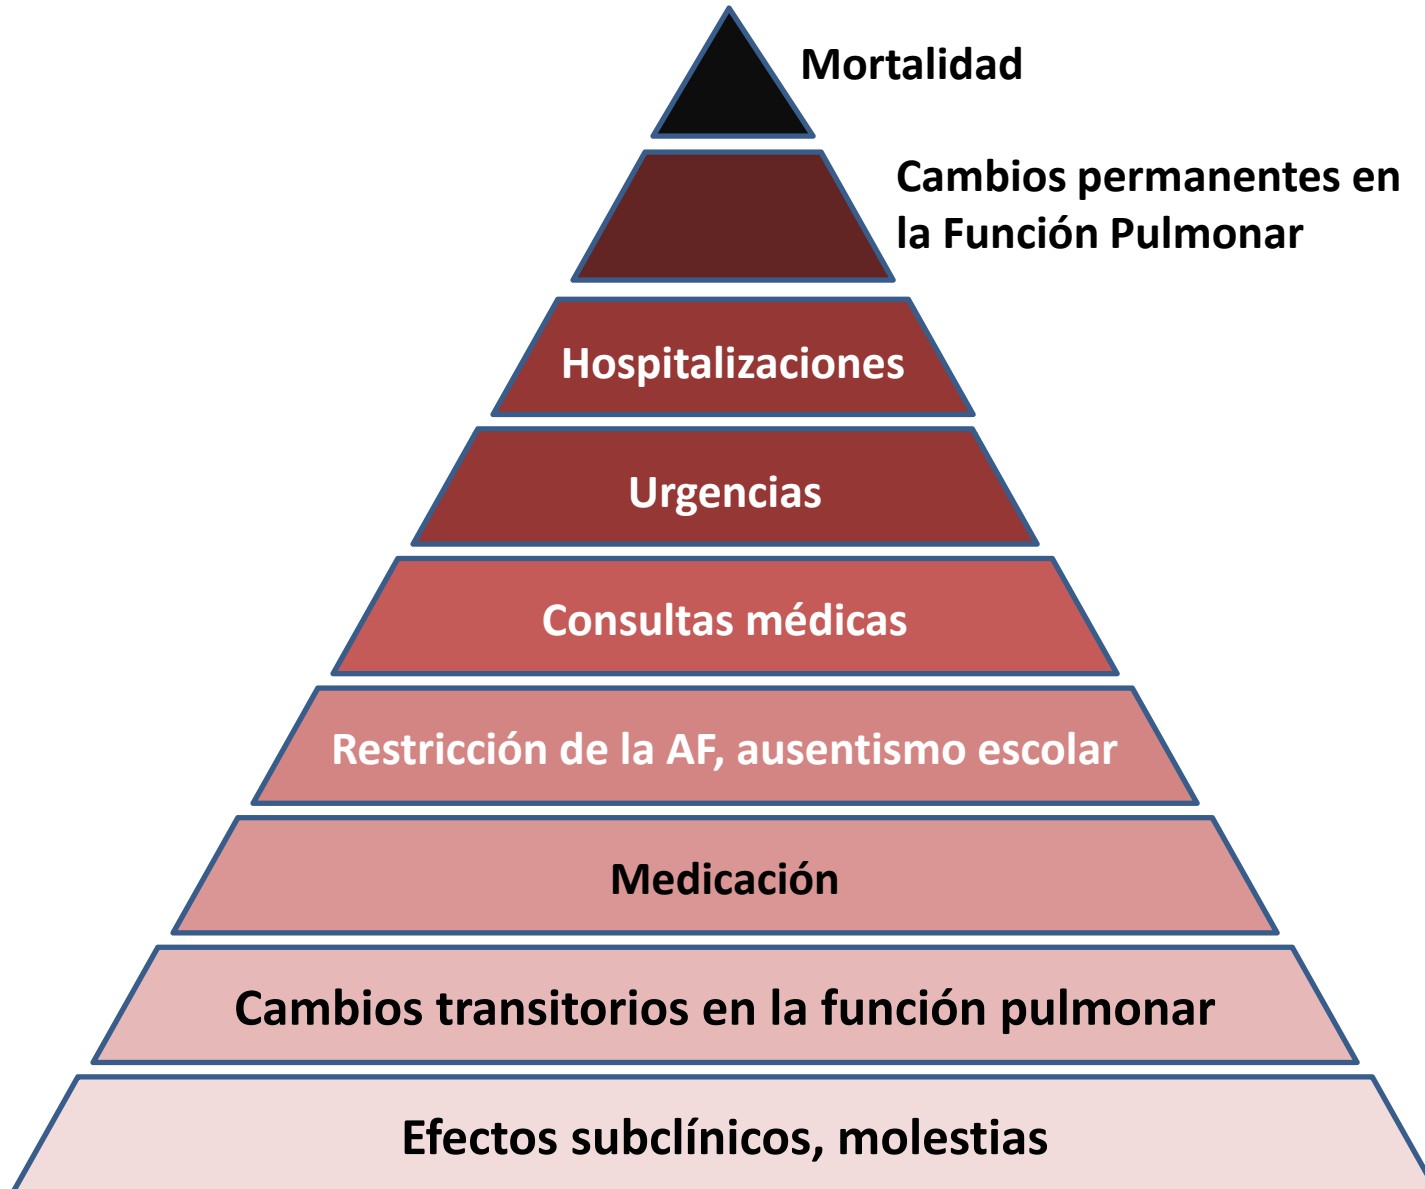 Mortalidad
Cambios permanentes en
la Función Pulmonar
Hospitalizaciones
Urgencias
Consultas médicas
Restricción de la AF, ausentismo escolar
Medicación
Cambios transitorios en la función pulmonar
Efectos subclínicos, molestias